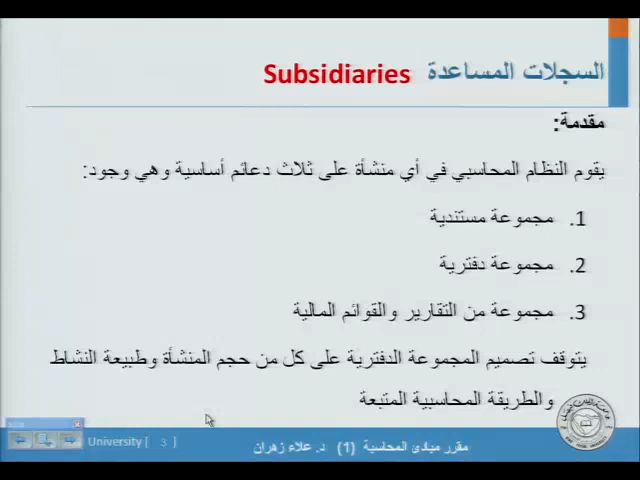 السجلات المساعدة Subsidiaries
مقدمة:
يقوم النظام المحاسبي في أي منشأة على ثلاث دعائم أساسية وهي وجود:
1. مجموعة مستندية
2. مجموعة دفترية
3. مجموعة من التقارير والقوائم المالية
يتوقف تصميم المجموعة الدفترية على كل من حجم المنشأة وطبيعة النشاط
والطريقة المحاسبية المتبعة
University [ 3 ]
مقرر مبادئ المحاسبة (1) د. علاء زهران